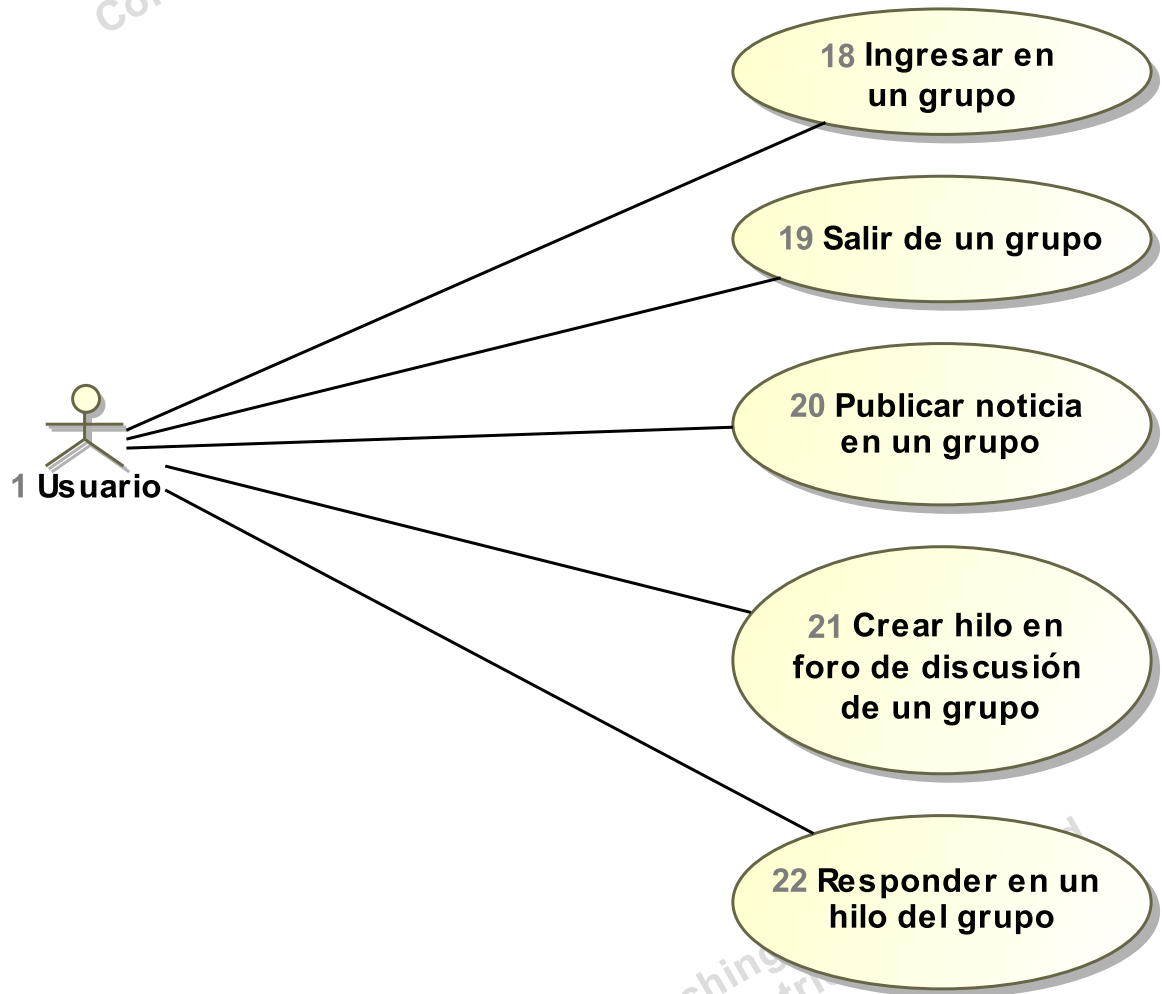 18 Ingresar en
un grupo
19 Salir de un grupo
20 Publicar noticia
en un grupo
1 Usuario
21 Crear hilo en
foro de discusión
de un grupo
22 Responder en un
hilo del grupo